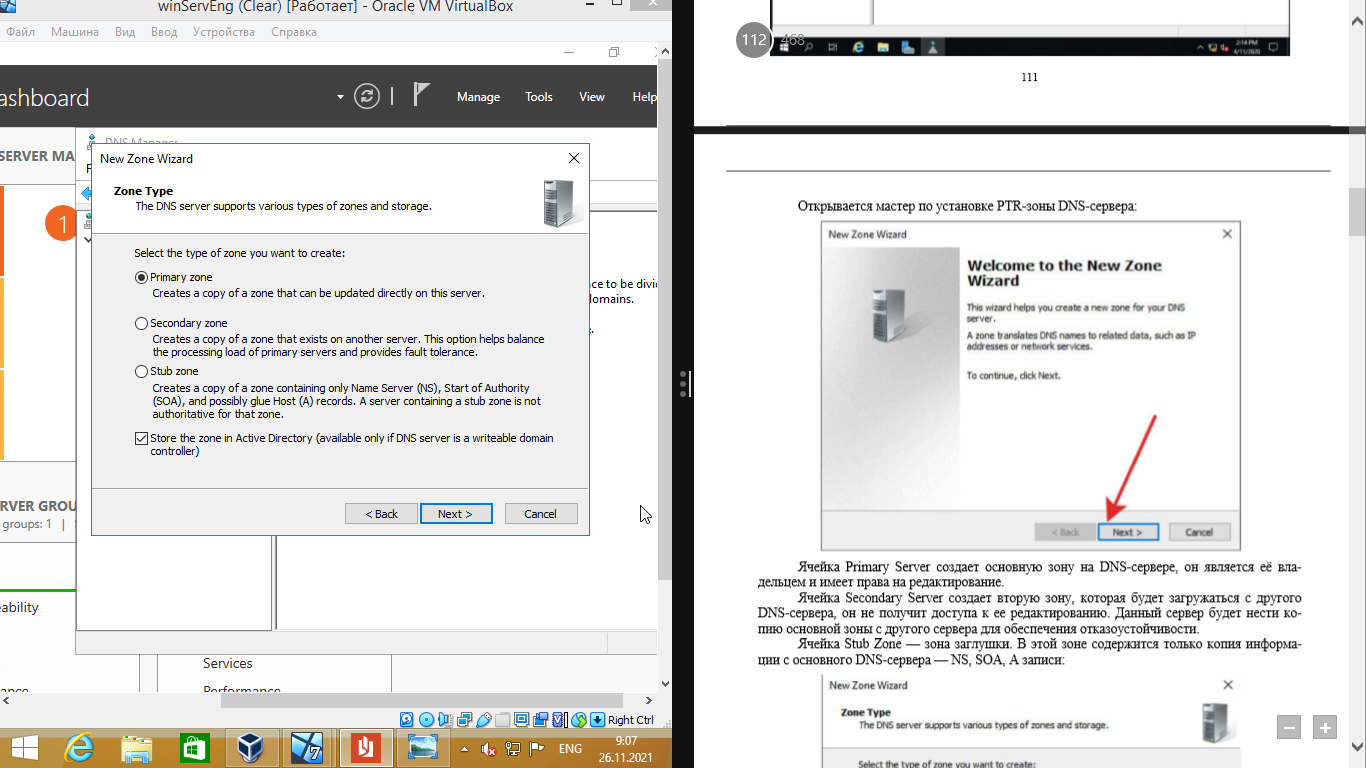 winServEng (Clear) [Работает] - Oracle VM VirtualBox
Файл Машина Вид Ввод Устройства Справка
ashboard
Manage Tools View Help
SERVER MA
DNS Manager
F
1
New Zone Wizard
Zone Type
The DNS server supports various types of zones and storage.
Select the type of zone you want to create:
Primary zone
Creates a copy of a zone that can be updated directly on this server.
Secondary zone
Creates a copy of a zone that exists on another server. This option helps balance
the processing load of primary servers and provides fault tolerance.
Stub zone
Creates a copy of a zone containing only Name Server (NS), Start of Authority
(SOA), and possibly glue Host (A) records. A server containing a stub zone is not
authoritative for that zone.
Store the zone in Active Directory (available only if DNS server is a writeable domain
controller)
< Back Next > Cancel
ce to be divi
domains.
RVER GROU
groups: 1 |
eability
Services
Performance
Right Ctrl
ENG
9:07
26.11.2021
112 468
2:14 PM
4/11/2020
111
Открывается мастер по установке PTR-зоны DNS-сервера:
New Zone Wizard
Welcome to the New Zone
Wizard
This wizard helps you create a new zone for your DNS
server.
A zone translates DNS names to related data, such as IP
addresses or network services.
To continue, click Next.
< Back Next > Cancel
Ячейка Primary Server создает основную зону на DNS-сервере, он является её вла-
дельцем и имеет права на редактирование.
Ячейка Secondary Server создает вторую зону, которая будет загружаться с другого
DNS-сервера, он не получит доступа к ее редактированию. Данный сервер будет нести ко-
пию основной зоны с другого сервера для обеспечения отказоустойчивости.
Ячейка Stub Zone — зона заглушки. В этой зоне содержится только копия информа-
ции с основного DNS-сервера — NS, SOA, A записи:
New Zone Wizard
Zone Type
The DNS server supports various types of zones and storage.
Select the type of zone you want to create: